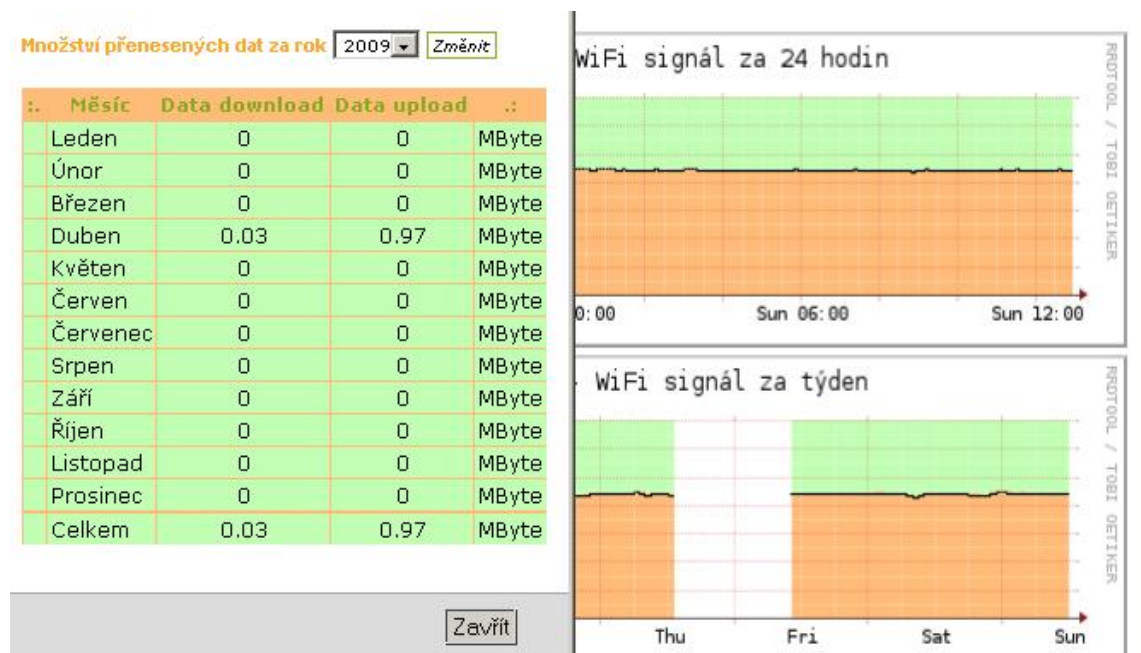 Množství přenesených dat za rok 2009 Změnit
:. Měsíc Data download Data upload .:
Leden 0 0 MByte
Únor 0 0 MByte
Březen 0 0 MByte
Duben 0.03 0.97 MByte
Květen 0 0 MByte
Červen 0 0 MByte
Červenec 0 0 MByte
Srpen 0 0 MByte
Září 0 0 MByte
Říjen 0 0 MByte
Listopad 0 0 MByte
Prosinec 0 0 MByte
Celkem 0.03 0.97 MByte
Zavřít
WiFi signál za 24 hodin
0:00 Sun 06:00 Sun 12:00
RRDTOOL / TOBI OETIKER
WiFi signál za týden
Thu Fri Sat Sun
RRDTOOL / TOBI OETIKER